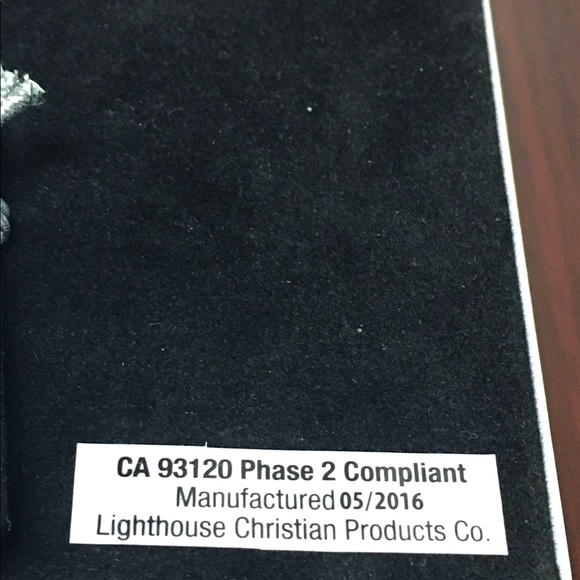 CA 93120 Phase 2 Compliant
Manufactured 05/2016
Lighthouse Christian Products Co.